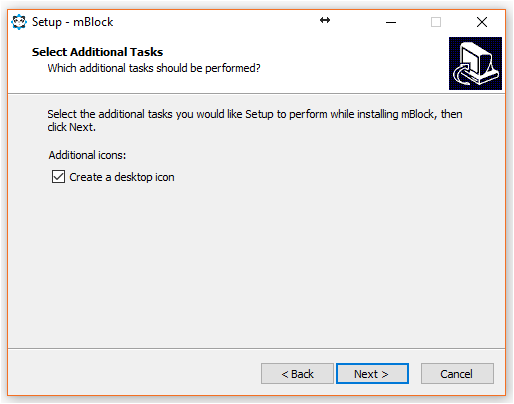 Setup - mBlock
Select Additional Tasks
Which additional tasks should be performed?
Select the additional tasks you would like Setup to perform while installing mBlock, then
click Next.
Additional icons:
Create a desktop icon
< Back
Next >
Cancel